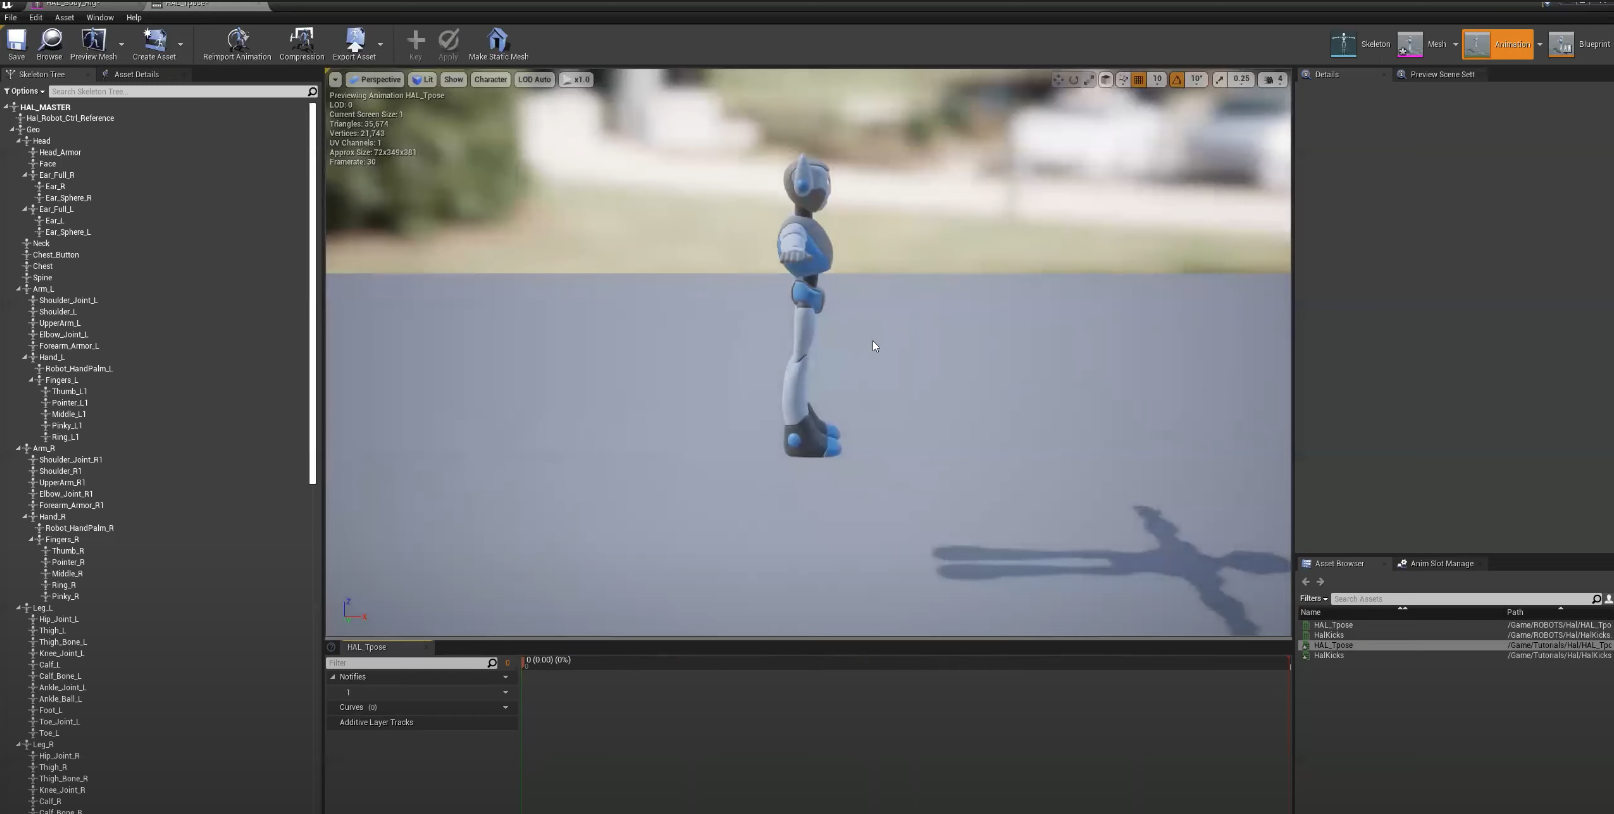 HAL_Body_Hig*
HAL_Tpose*
File Edit Asset Window Help
Save Browse Preview Mesh Create Asset Reimport Animation Compression Export Asset Key Apply Make Static Mesh Skeleton Mesh Animation Blueprint
Skeleton Tree Asset Details
Options Search Skeleton Tree...
HAL_MASTER
Hal_Robot_Ctrl_Reference
Geo
Head
Head_Armor
Face
Ear_Full_R
Ear_R
Ear_Sphere_R
Ear_Full_L
Ear_L
Ear_Sphere_L
Neck
Chest_Button
Chest
Spine
Arm_L
Shoulder_Joint_L
Shoulder_L
UpperArm_L
Elbow_Joint_L
Forearm_Armor_L
Hand_L
Robot_HandPalm_L
Fingers_L
Thumb_L1
Pointer_L1
Middle_L1
Pinky_L1
Ring_L1
Arm_R
Shoulder_Joint_R1
Shoulder_R1
UpperArm_R1
Elbow_Joint_R1
Forearm_Armor_R1
Hand_R
Robot_HandPalm_R
Fingers_R
Thumb_R
Pointer_R
Middle_R
Ring_R
Pinky_R
Leg_L
Hip_Joint_L
Thigh_L
Thigh_Bone_L
Knee_Joint_L
Calf_L
Calf_Bone_L
Ankle_Joint_L
Ankle_Ball_L
Foot_L
Toe_Joint_L
Toe_L
Leg_R
Hip_Joint_R
Thigh_R
Thigh_Bone_R
Knee_Joint_R
Calf_R
Calf_Bone_R
Perspective Lit Show Character LOD Auto x1.0 10 10° 0.25 4
Previewing Animation HAL_Tpose
LOD: 0
Current Screen Size: 1
Triangles: 35,674
Vertices: 21,743
UV Channels: 1
Approx Size: 72x349x381
Framerate: 30
Z
X
HAL_Tpose
Filter 0 0 (0.00) (0%)
Notifies
1
Curves (0)
Additive Layer Tracks
Details Preview Scene Sett
Asset Browser Anim Slot Manage
Filters Search Assets
Name Path
HAL_Tpose /Game/ROBOTS/Hal/HAL_Tpo
HalKicks /Game/ROBOTS/Hal/HalKicks
HAL_Tpose /Game/Tutorials/Hal/HAL_Tpc
HalKicks /Game/Tutorials/Hal/HalKicks